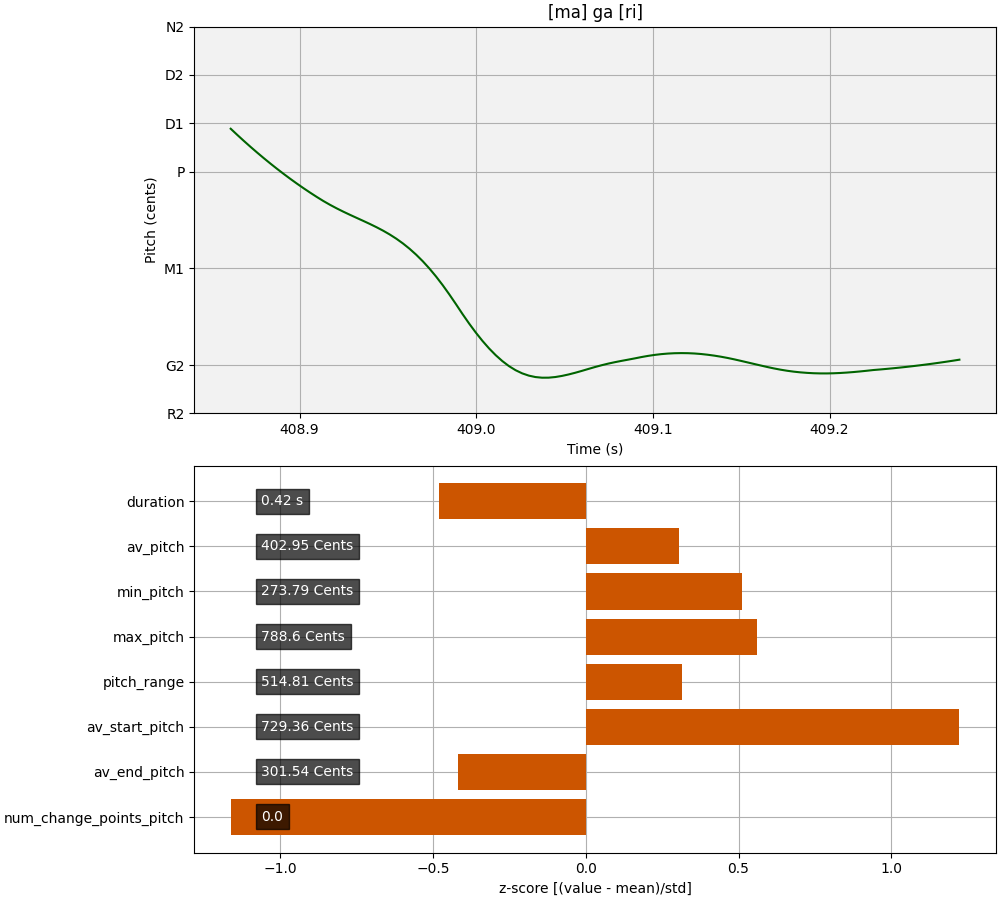 [ma] ga [ri]
N2
D2
D1
P
M1
G2
R2
Pitch (cents)
408.9
409.0
409.1
409.2
Time (s)
duration
0.42 s
av_pitch
402.95 Cents
min_pitch
273.79 Cents
max_pitch
788.6 Cents
pitch_range
514.81 Cents
av_start_pitch
729.36 Cents
av_end_pitch
301.54 Cents
num_change_points_pitch
0.0
−1.0
−0.5
0.0
0.5
1.0
z-score [(value - mean)/std]